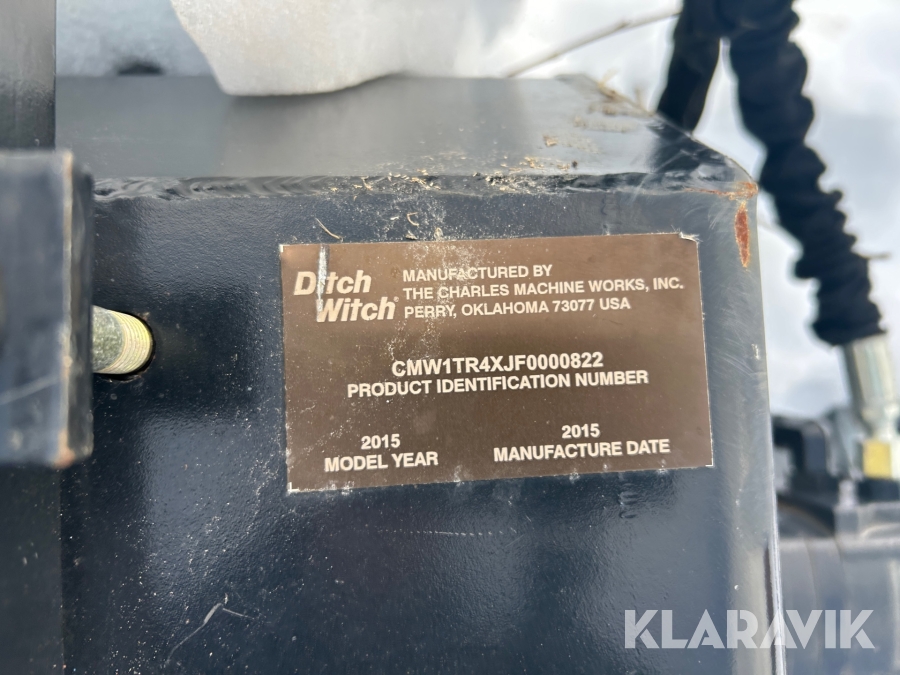 Ditch
Witch®
MANUFACTURED BY
THE CHARLES MACHINE WORKS, INC.
PERRY, OKLAHOMA 73077 USA
CMW1TR4XJF0000822
PRODUCT IDENTIFICATION NUMBER
2015
MODEL YEAR
2015
MANUFACTURE DATE
KLARAVIK